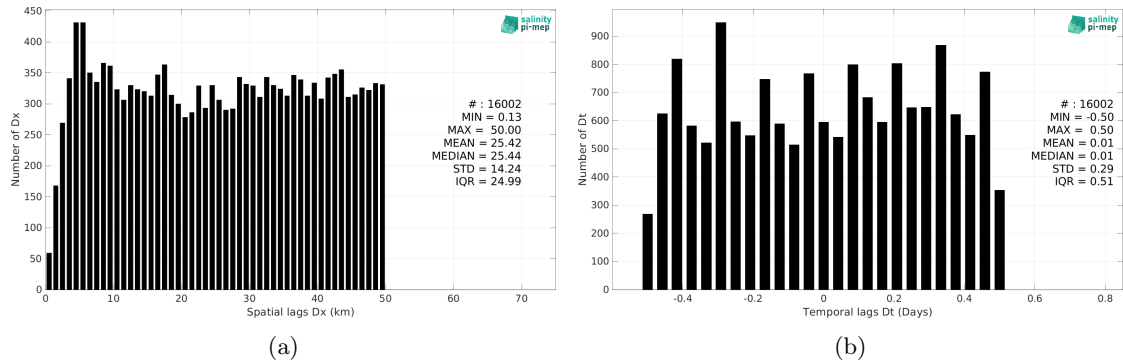 450
400
350
300
250
200
150
100
50
0
Number of Dx
0 10 20 30 40 50 60 70
Spatial lags Dx (km)
salinity
pi-mep
# : 16002
MIN = 0.13
MAX = 50.00
MEAN = 25.42
MEDIAN = 25.44
STD = 14.24
IQR = 24.99
(a)
900
800
700
600
500
400
300
200
100
0
Number of Dt
-0.4 -0.2 0 0.2 0.4 0.6 0.8
Temporal lags Dt (Days)
salinity
pi-mep
# : 16002
MIN = -0.50
MAX = 0.50
MEAN = 0.01
MEDIAN = 0.01
STD = 0.29
IQR = 0.51
(b)